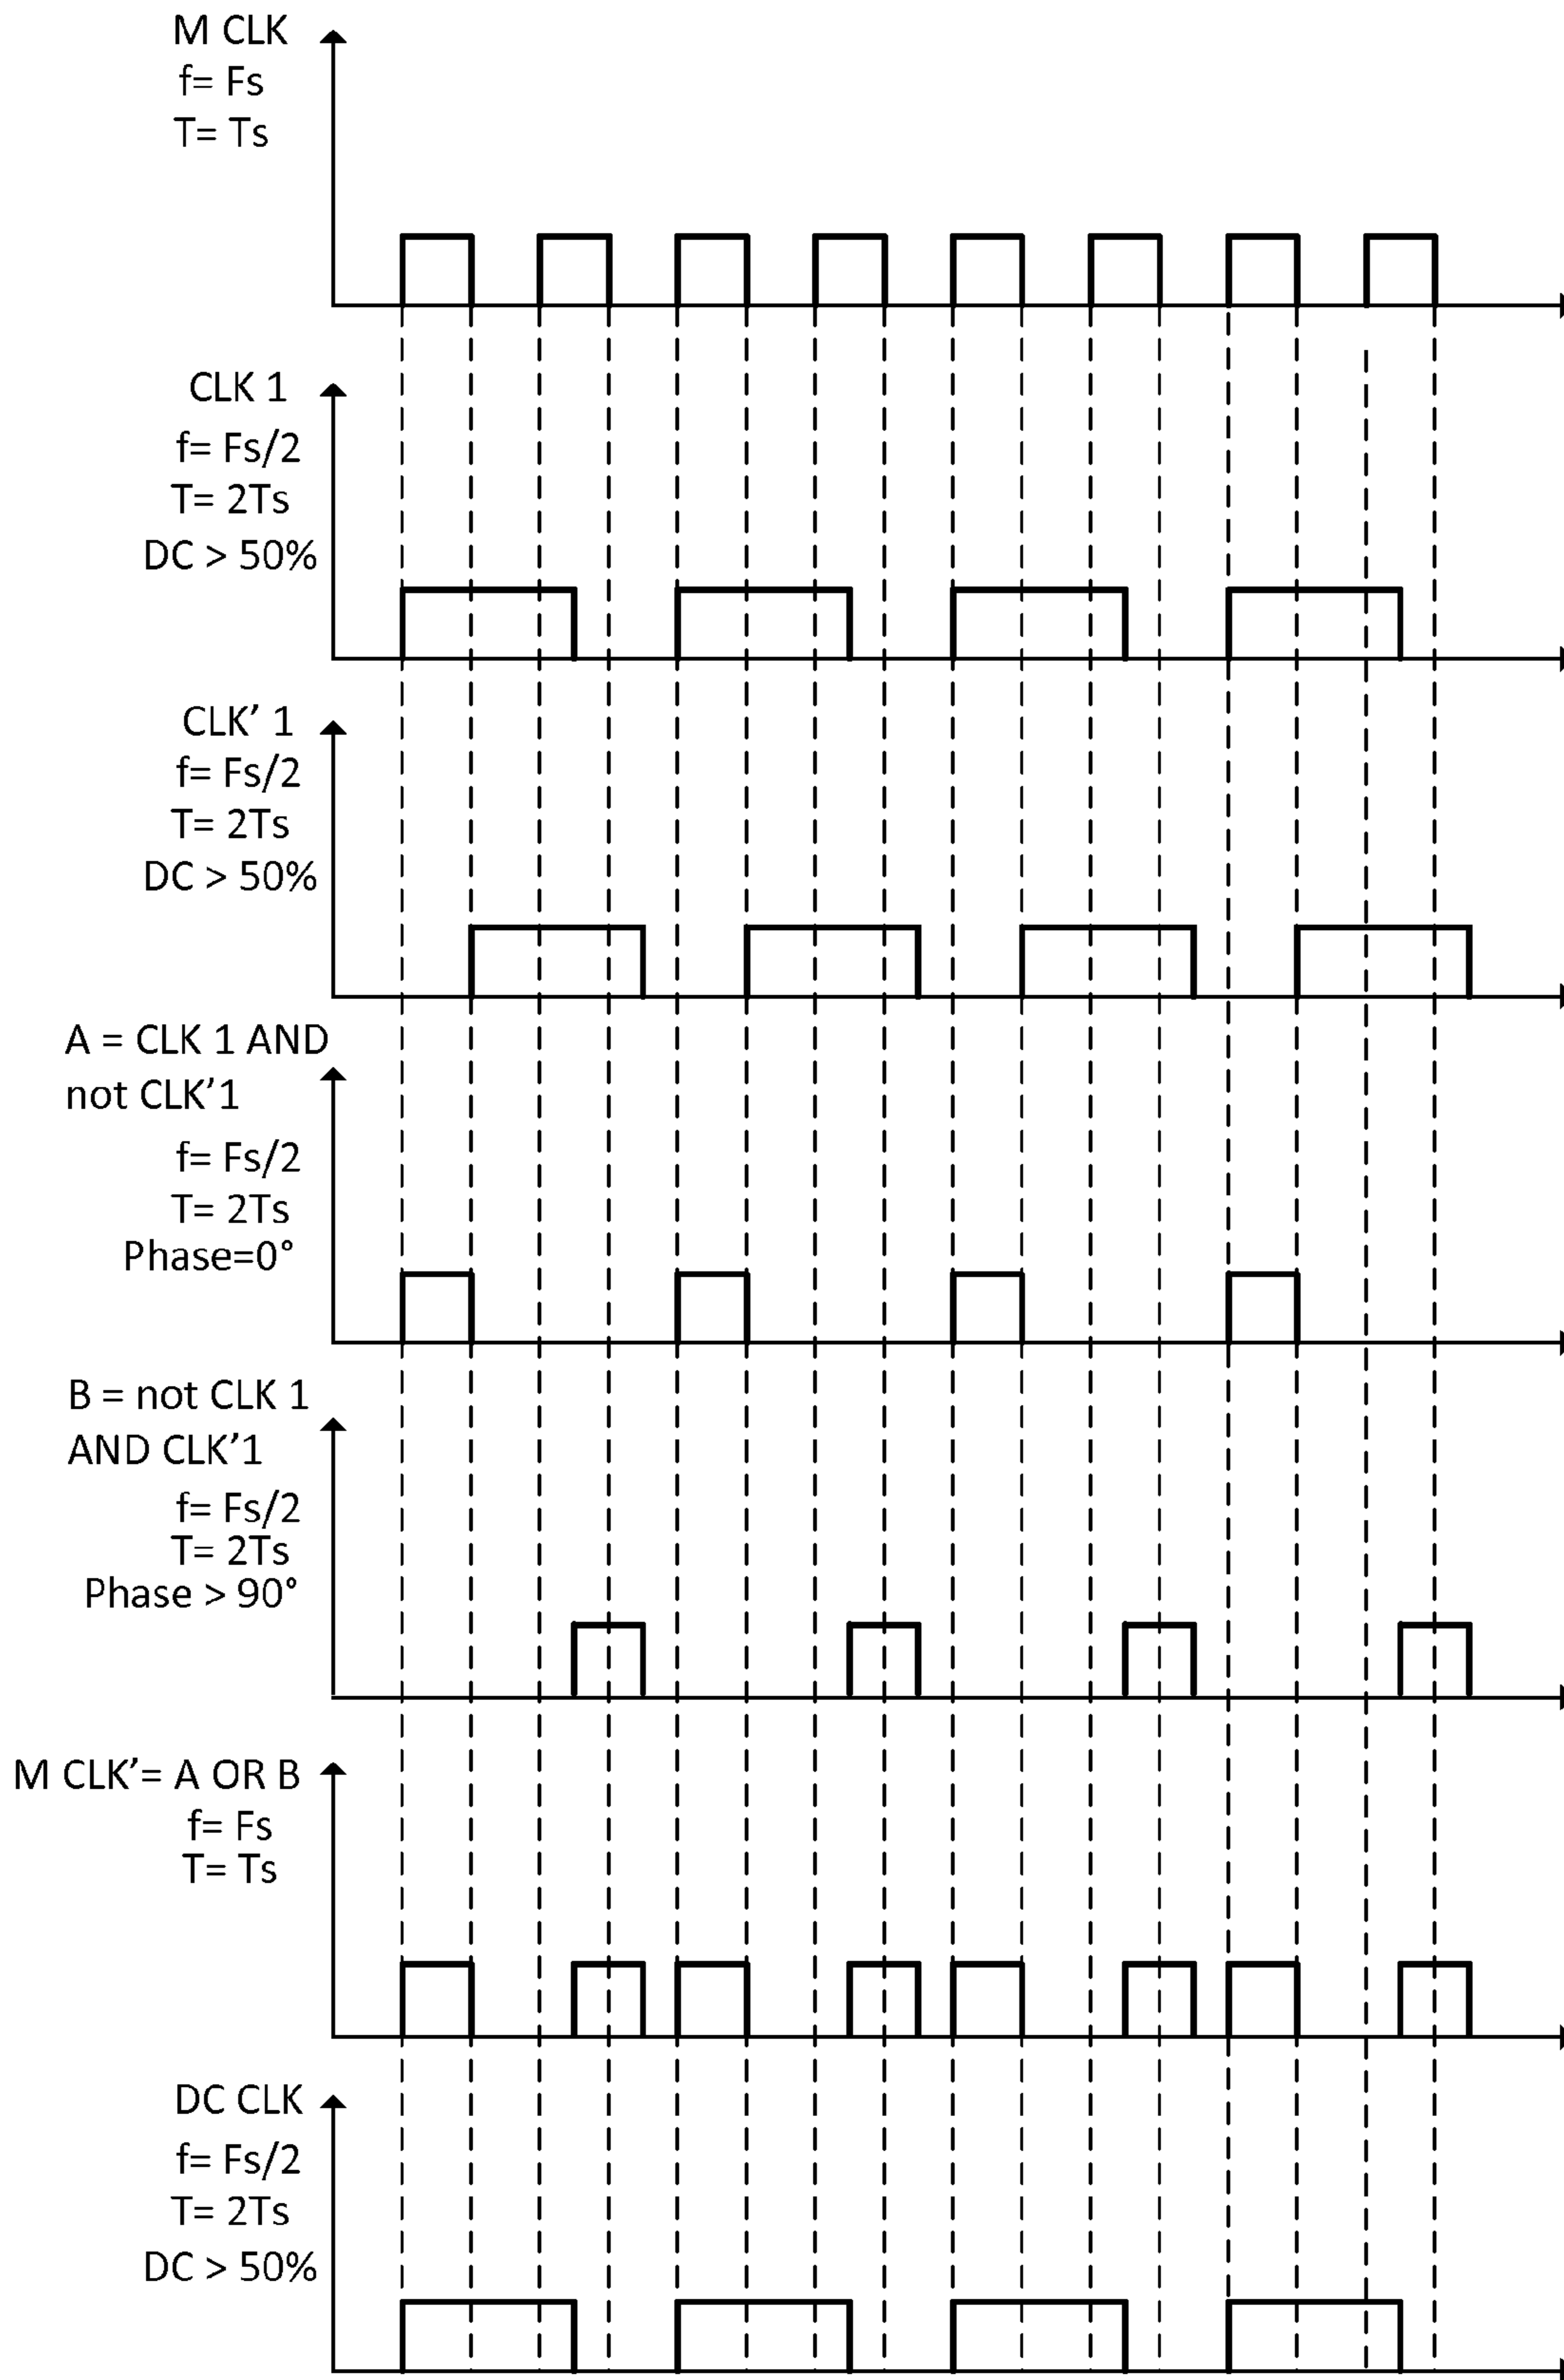 M CLK
f= Fs
T= Ts
CLK 1
f= Fs/2
T= 2Ts
DC > 50%
CLK’ 1
f= Fs/2
T= 2Ts
DC > 50%
A = CLK 1 AND
not CLK’1
f= Fs/2
T= 2Ts
Phase=0°
B = not CLK 1
AND CLK’1
f= Fs/2
T= 2Ts
Phase > 90°
M CLK’= A OR B
f= Fs
T= Ts
DC CLK
f= Fs/2
T= 2Ts
DC > 50%